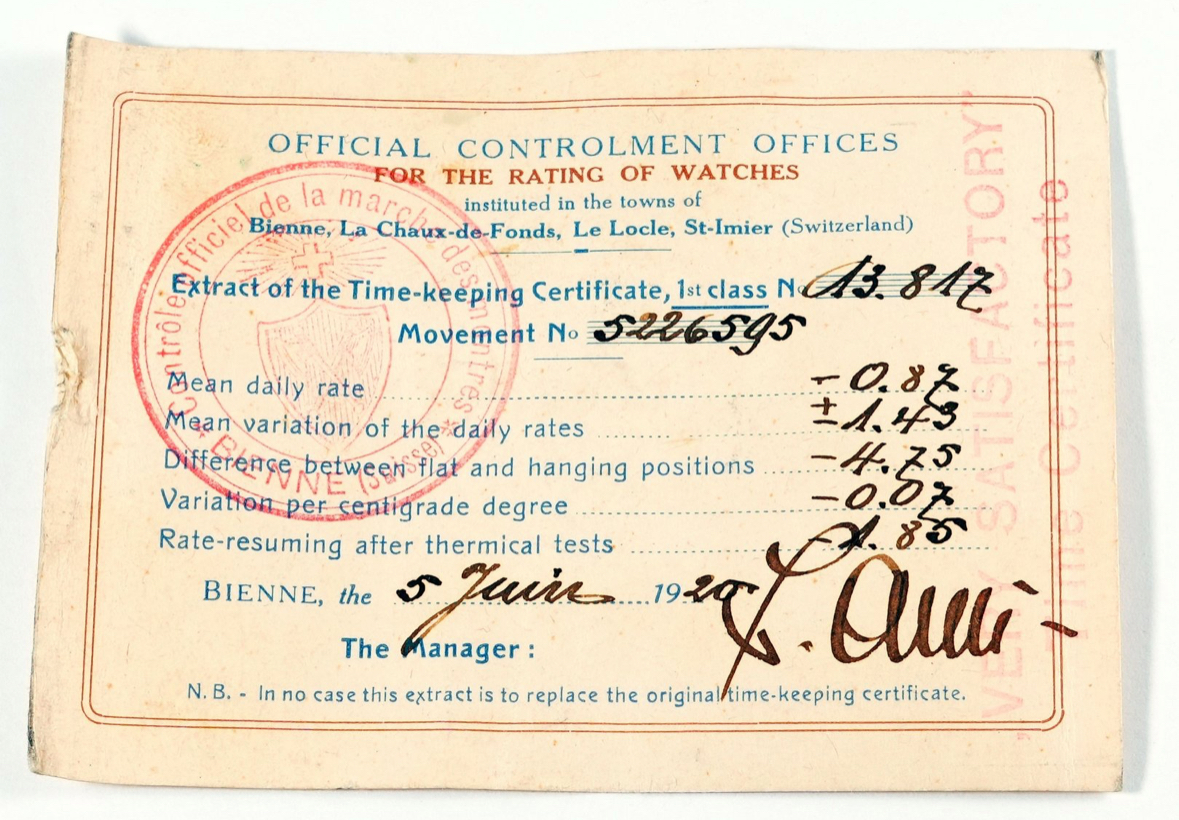 OFFICIAL CONTROLMENT OFFICES
FOR THE RATING OF WATCHES
instituted in the towns of
Bienne, La Chaux-de-Fonds, Le Locle, St-Imier (Switzerland)
Extract of the Time-keeping Certificate, 1st class No 13.817
Movement No 5226595
Mean daily rate - 0.87
Mean variation of the daily rates ± 1.43
Difference between flat and hanging positions - 4.75
Variation per centigrade degree - 0.07
Rate-resuming after thermical tests - 1.85
BIENNE, the 5 Juin 1925
The Manager :
N. B. - In no case this extract is to replace the original time-keeping certificate.
Contrôle officiel de la marche des montres
* BIENNE (Suisse) *
"VERY SATISFACTORY"
Time Certificate